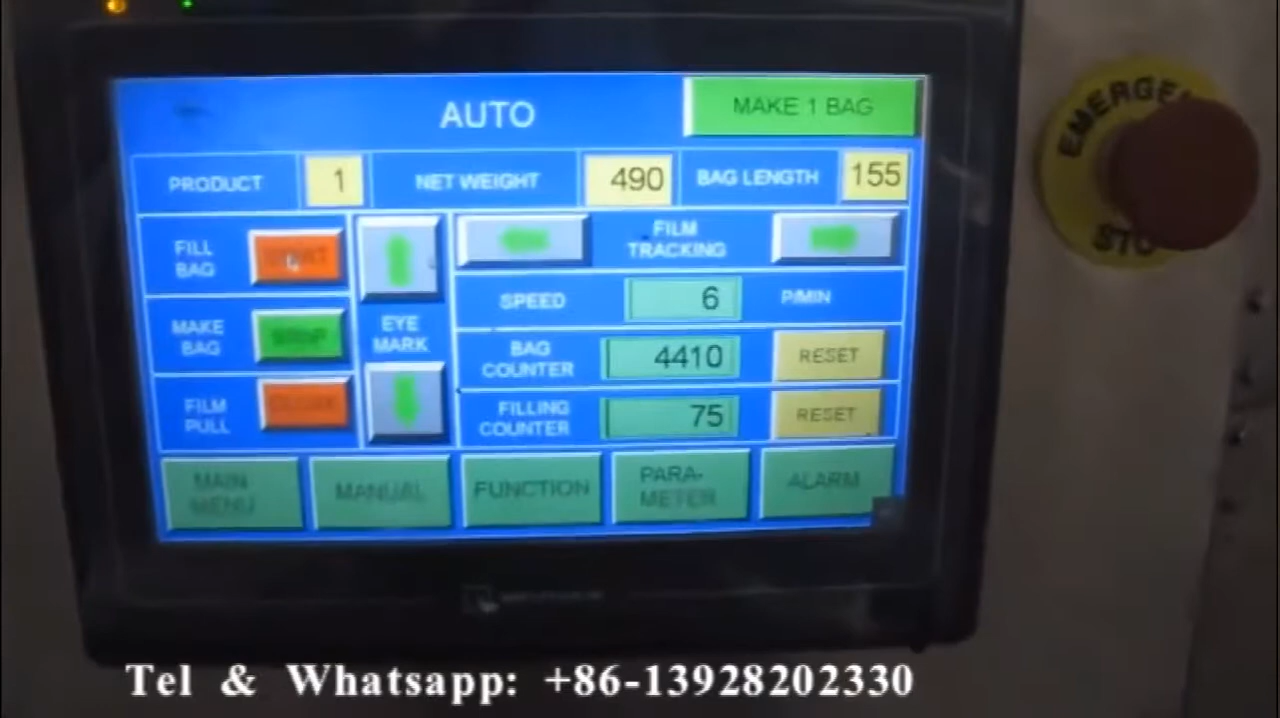 AUTO
MAKE 1 BAG
PRODUCT
1
NET WEIGHT
490
BAG LENGTH
155
FILL
BAG
FILM
TRACKING
SPEED
6
P/MIN
MAKE
BAG
EYE
MARK
BAG
COUNTER
4410
RESET
FILM
PULL
FILLING
COUNTER
75
RESET
MAIN
MENU
MANUAL
FUNCTION
PARA-
METER
ALARM
Tel & Whatsapp: +86-13928202330